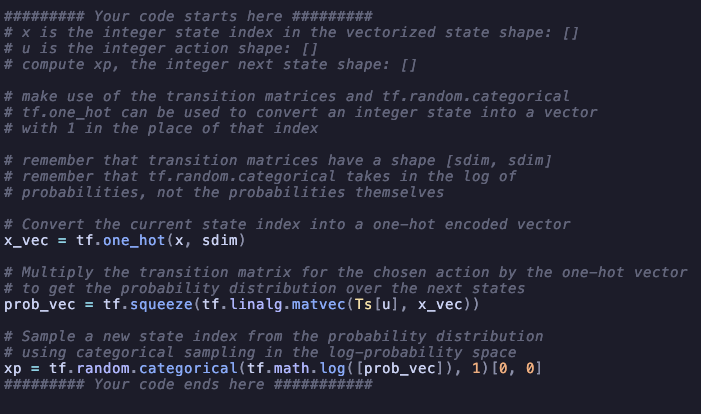 ######### Your code starts here #########
# x is the integer state index in the vectorized state shape: []
# u is the integer action shape: []
# compute xp, the integer next state shape: []
# make use of the transition matrices and tf.random.categorical
# tf.one_hot can be used to convert an integer state into a vector
# with 1 in the place of that index
# remember that transition matrices have a shape [sdim, sdim]
# remember that tf.random.categorical takes in the log of
# probabilities, not the probabilities themselves
# Convert the current state index into a one-hot encoded vector
x_vec = tf.one_hot(x, sdim)
# Multiply the transition matrix for the chosen action by the one-hot vector
# to get the probability distribution over the next states
prob_vec = tf.squeeze(tf.linalg.matvec(Ts[u], x_vec))
# Sample a new state index from the probability distribution
# using categorical sampling in the log-probability space
xp = tf.random.categorical(tf.math.log([prob_vec]), 1)[0, 0]
######### Your code ends here ###########